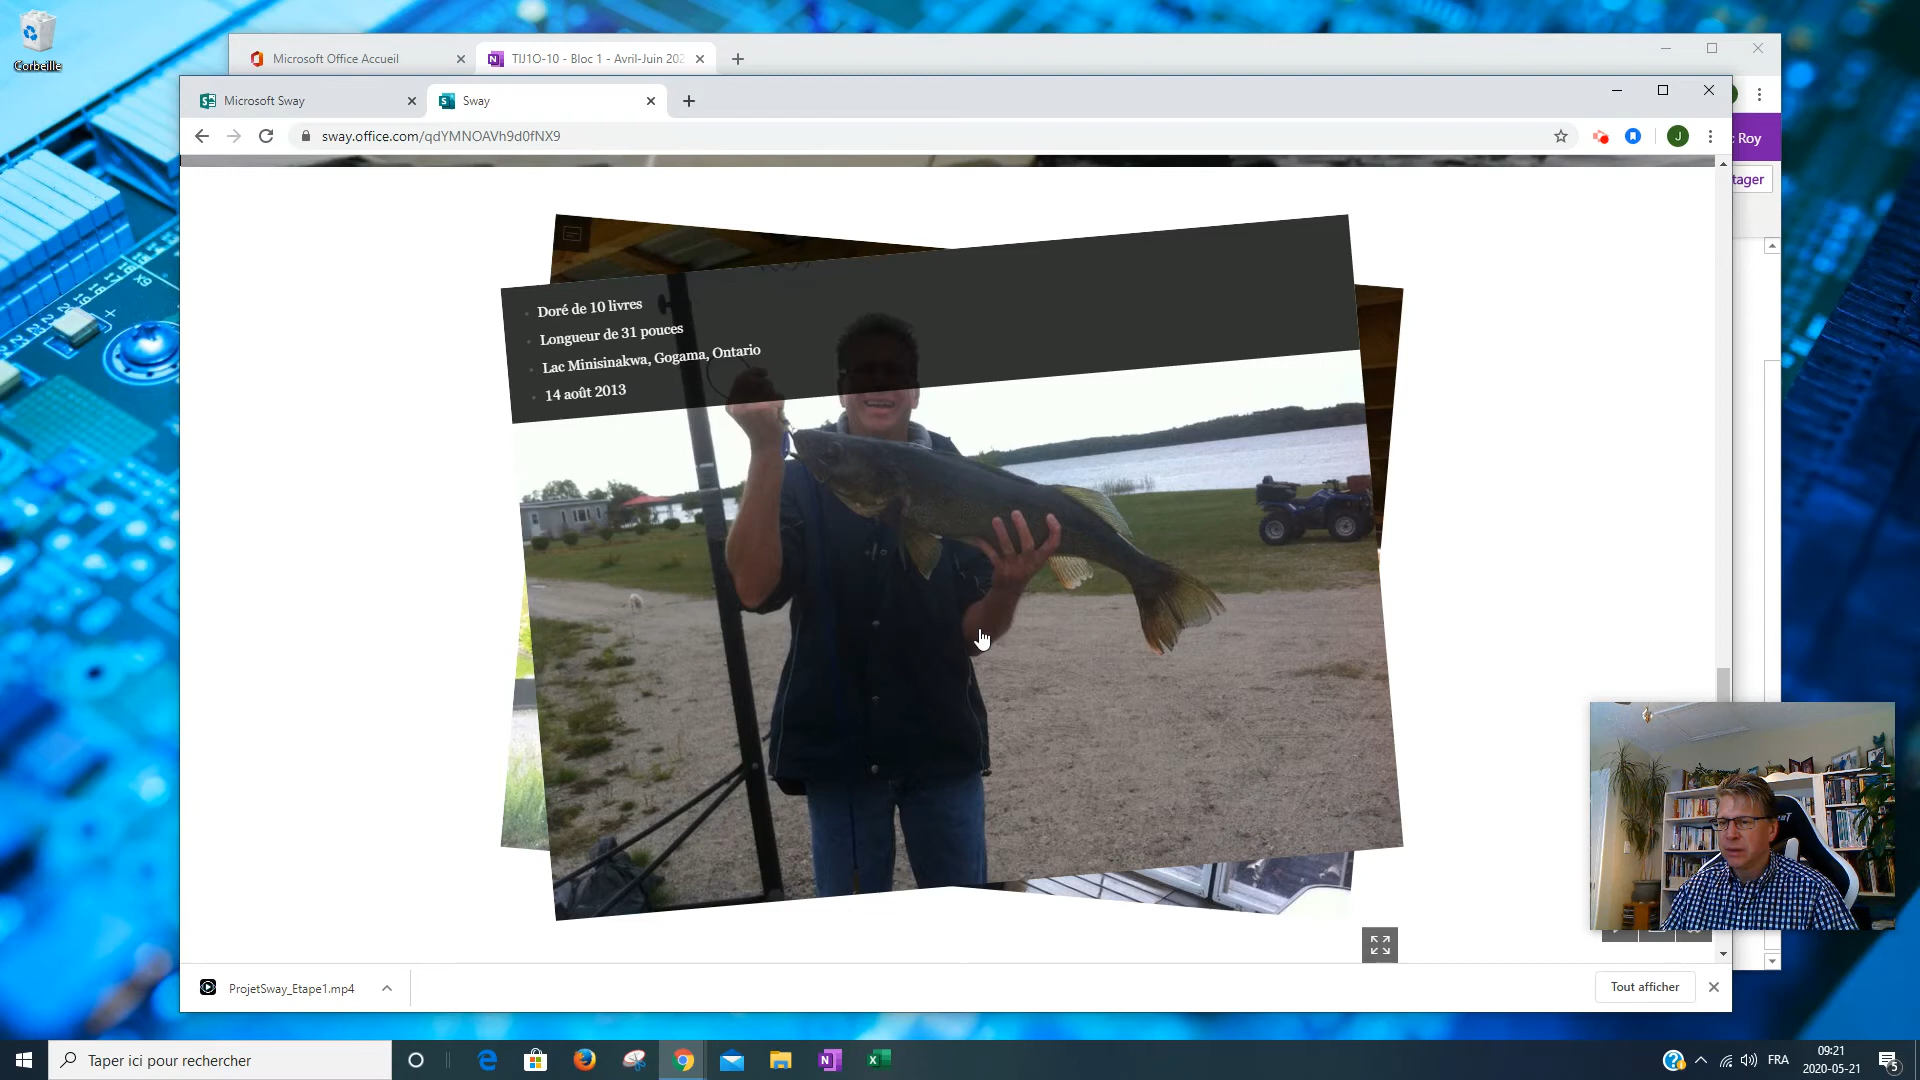 Corbeille
Microsoft Office Accueil
TIJ1O-10 - Bloc 1 - Avril-Juin 202
Microsoft Sway
Sway
sway.office.com/qdYMNOAVh9d0fNX9
J
Roy
tager
Doré de 10 livres
Longueur de 31 pouces
Lac Minisinakwa, Gogama, Ontario
14 août 2013
ProjetSway_Etape1.mp4
Tout afficher
Taper ici pour rechercher
FRA
09:21
2020-05-21
5